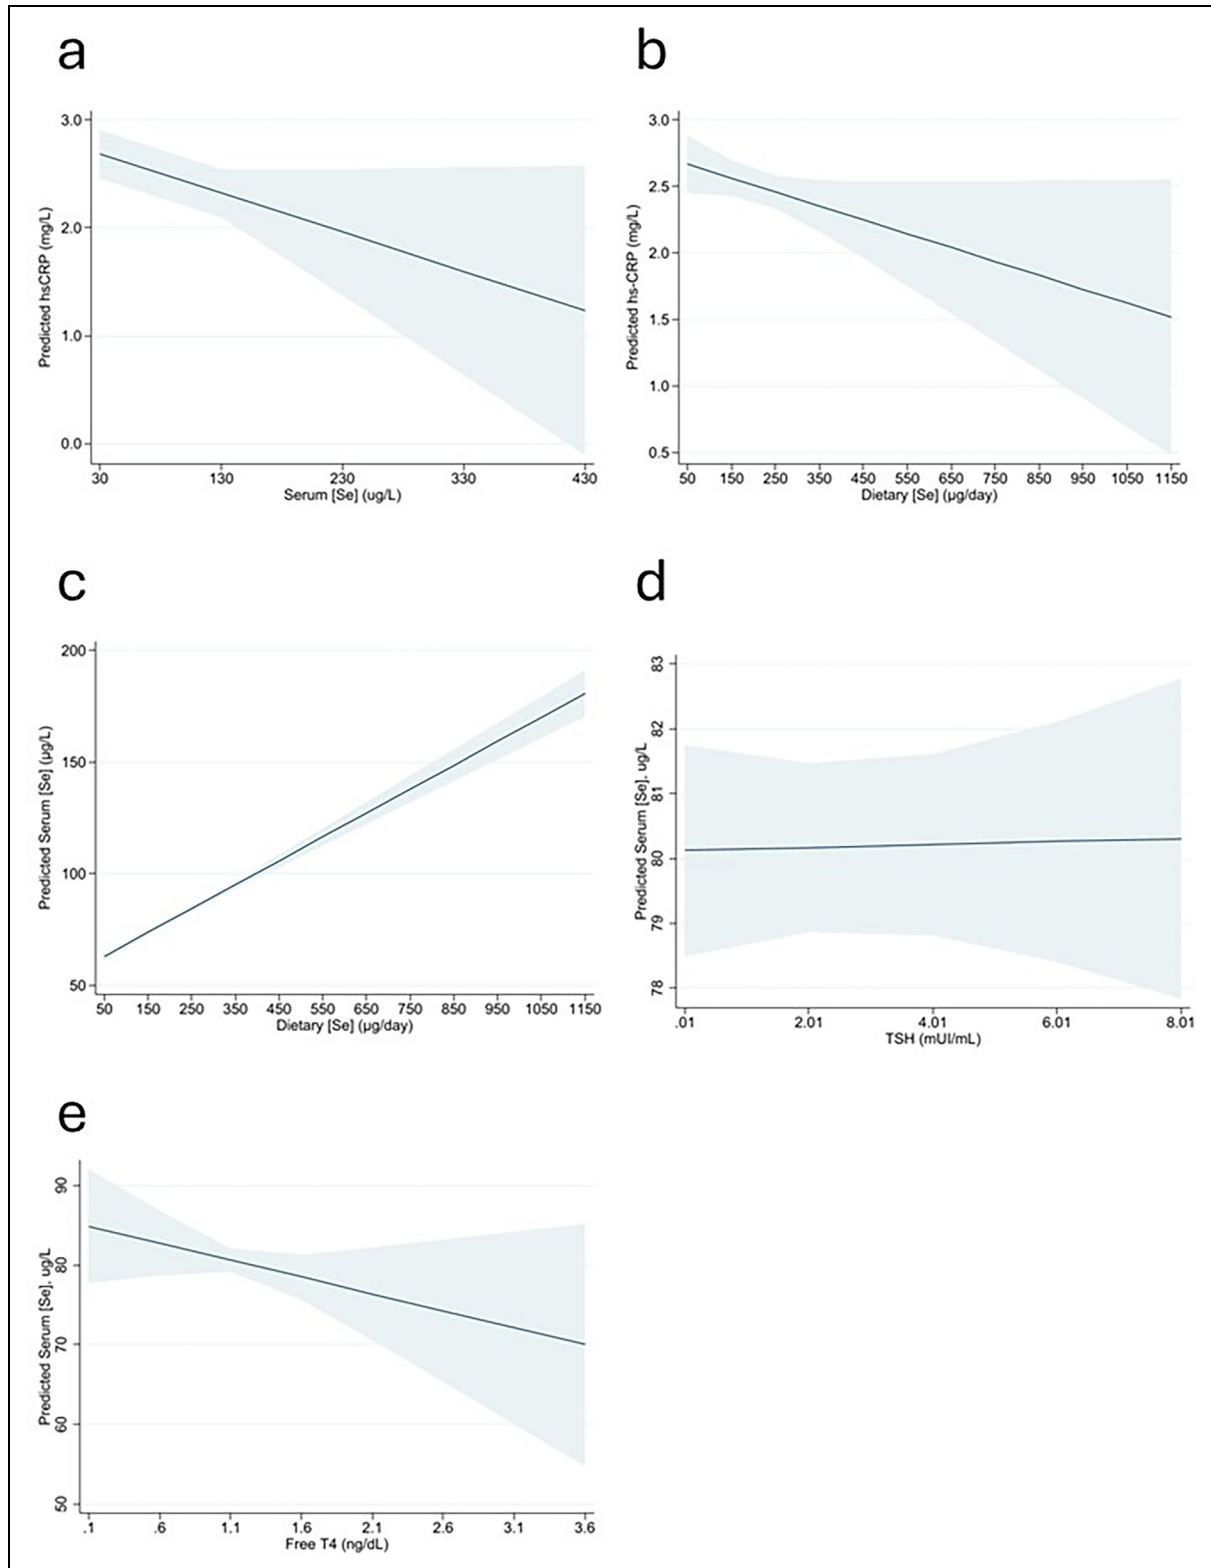 a
b
3.0
2.0
1.0
0.0
Predicted hsCRP (mg/L)
30 130 230 330 430
Serum [Se] (ug/L)
3.0
2.5
2.0
1.5
1.0
0.5
Predicted hs-CRP (mg/L)
50 150 250 350 450 550 650 750 850 950 1050 1150
Dietary [Se] (µg/day)
c
d
200
150
100
50
Predicted Serum [Se] (µg/L)
50 150 250 350 450 550 650 750 850 950 1050 1150
Dietary [Se] (µg/day)
83
82
81
80
79
78
Predicted Serum [Se], ug/L
.01 2.01 4.01 6.01 8.01
TSH (mUI/mL)
e
90
80
70
60
50
Predicted Serum [Se], ug/L
.1 .6 1.1 1.6 2.1 2.6 3.1 3.6
Free T4 (ng/dL)